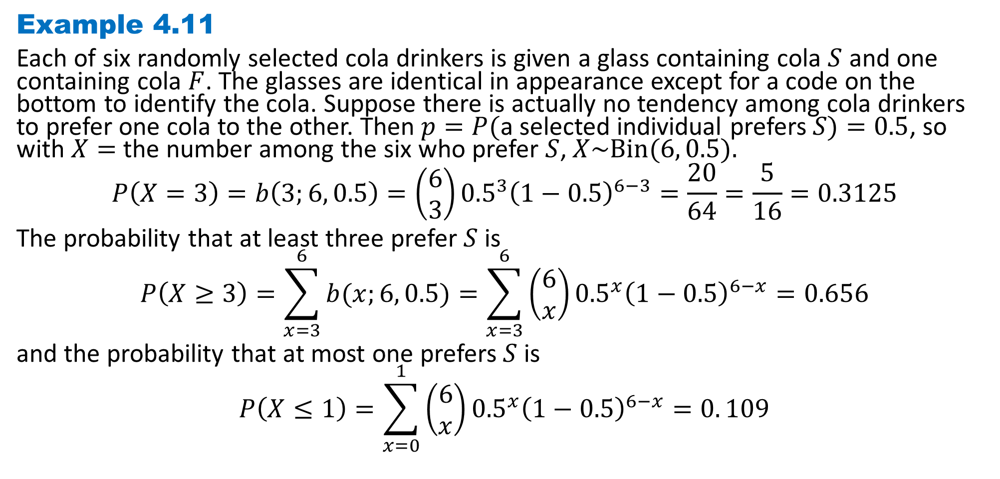 Example 4.11
Each of six randomly selected cola drinkers is given a glass containing cola S and one
containing cola F. The glasses are identical in appearance except for a code on the
bottom to identify the cola. Suppose there is actually no tendency among cola drinkers
to prefer one cola to the other. Then p = P(a selected individual prefers S) = 0.5, so
with X = the number among the six who prefer S, X~Bin(6, 0.5).
P(X = 3) = b(3; 6, 0.5) = \binom{6}{3} 0.5^3 (1 − 0.5)^{6−3} = \frac{20}{64} = \frac{5}{16} = 0.3125
The probability that at least three prefer S is
P(X ≥ 3) = \sum_{x=3}^{6} b(x; 6, 0.5) = \sum_{x=3}^{6} \binom{6}{x} 0.5^x (1 − 0.5)^{6−x} = 0.656
and the probability that at most one prefers S is
P(X ≤ 1) = \sum_{x=0}^{1} \binom{6}{x} 0.5^x (1 − 0.5)^{6−x} = 0. 109